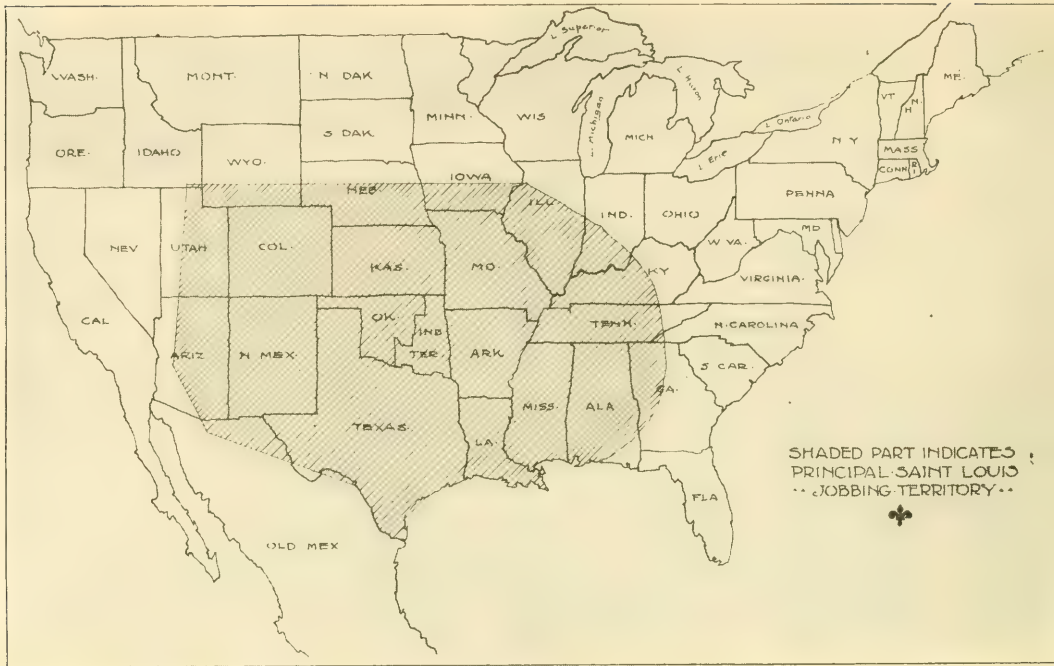 L Superior
L Huron
L Michigan
L Ontario
L Erie
WASH.
MONT.
N DAK
MINN.
WIS
MICH
ME.
VT
N.
H
N Y
MASS
CONN
R
I
ORE.
IDAHO
S DAK
WYO.
IOWA
NEB
ILL
IND.
OHIO
PENNA
MD
W VA.
VIRGINIA.
NEV
UTAH
COL.
KAS.
MO.
KY
CAL
ARIZ
N MEX.
OK.
IND
TER.
ARK
TENN.
N. CAROLINA
S CAR.
MISS.
ALA
GA.
TEXAS.
LA.
FLA
OLD MEX
SHADED PART INDICATES
PRINCIPAL·SAINT LOUIS
·· JOBBING·TERRITORY ··